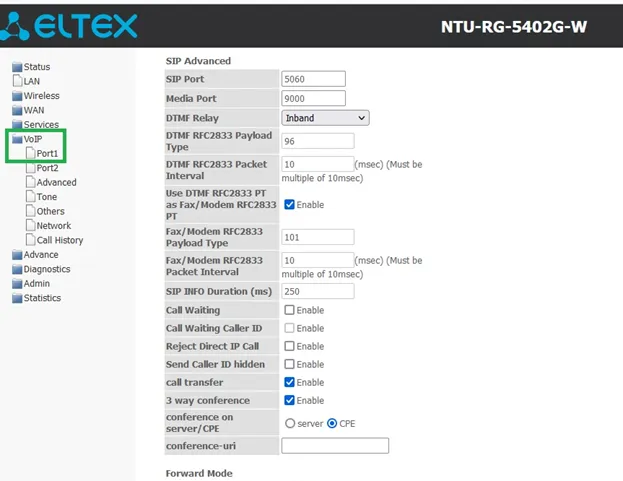 ELTEX
NTU-RG-5402G-W
Status
LAN
Wireless
WAN
Services
VoIP
Port1
Port2
Advanced
Tone
Others
Network
Call History
Advance
Diagnostics
Admin
Statistics
SIP Advanced
SIP Port 5060
Media Port 9000
DTMF Relay Inband
DTMF RFC2833 Payload
Type 96
DTMF RFC2833 Packet
Interval 10 (msec) (Must be
multiple of 10msec)
Use DTMF RFC2833 PT
as Fax/Modem RFC2833 Enable
PT
Fax/Modem RFC2833
Payload Type 101
Fax/Modem RFC2833
Packet Interval 10 (msec) (Must be
multiple of 10msec)
SIP INFO Duration (ms) 250
Call Waiting Enable
Call Waiting Caller ID Enable
Reject Direct IP Call Enable
Send Caller ID hidden Enable
call transfer Enable
3 way conference Enable
conference on
server/CPE server CPE
conference-uri
Forward Mode